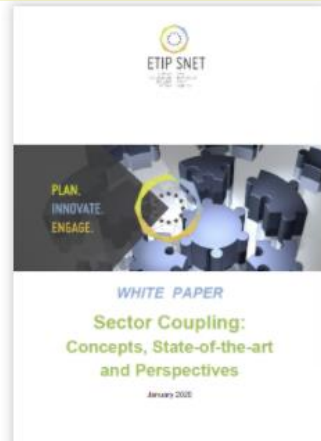 ETIP SNET
PLAN.
INNOVATE.
ENGAGE.
WHITE PAPER
Sector Coupling:
Concepts, State-of-the-art
and Perspectives
January 2020